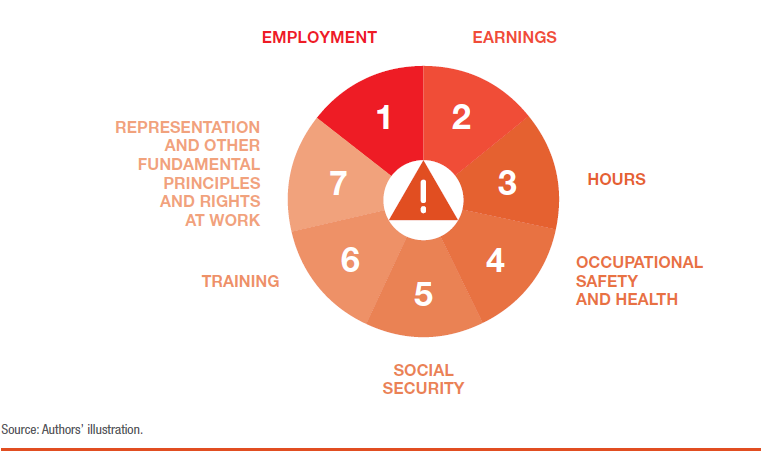 EMPLOYMENT
EARNINGS
1
2
REPRESENTATION
AND OTHER
FUNDAMENTAL
PRINCIPLES
AND RIGHTS
AT WORK
7
!
3
HOURS
6
4
OCCUPATIONAL
SAFETY
AND HEALTH
TRAINING
5
SOCIAL
SECURITY
Source: Authors’ illustration.